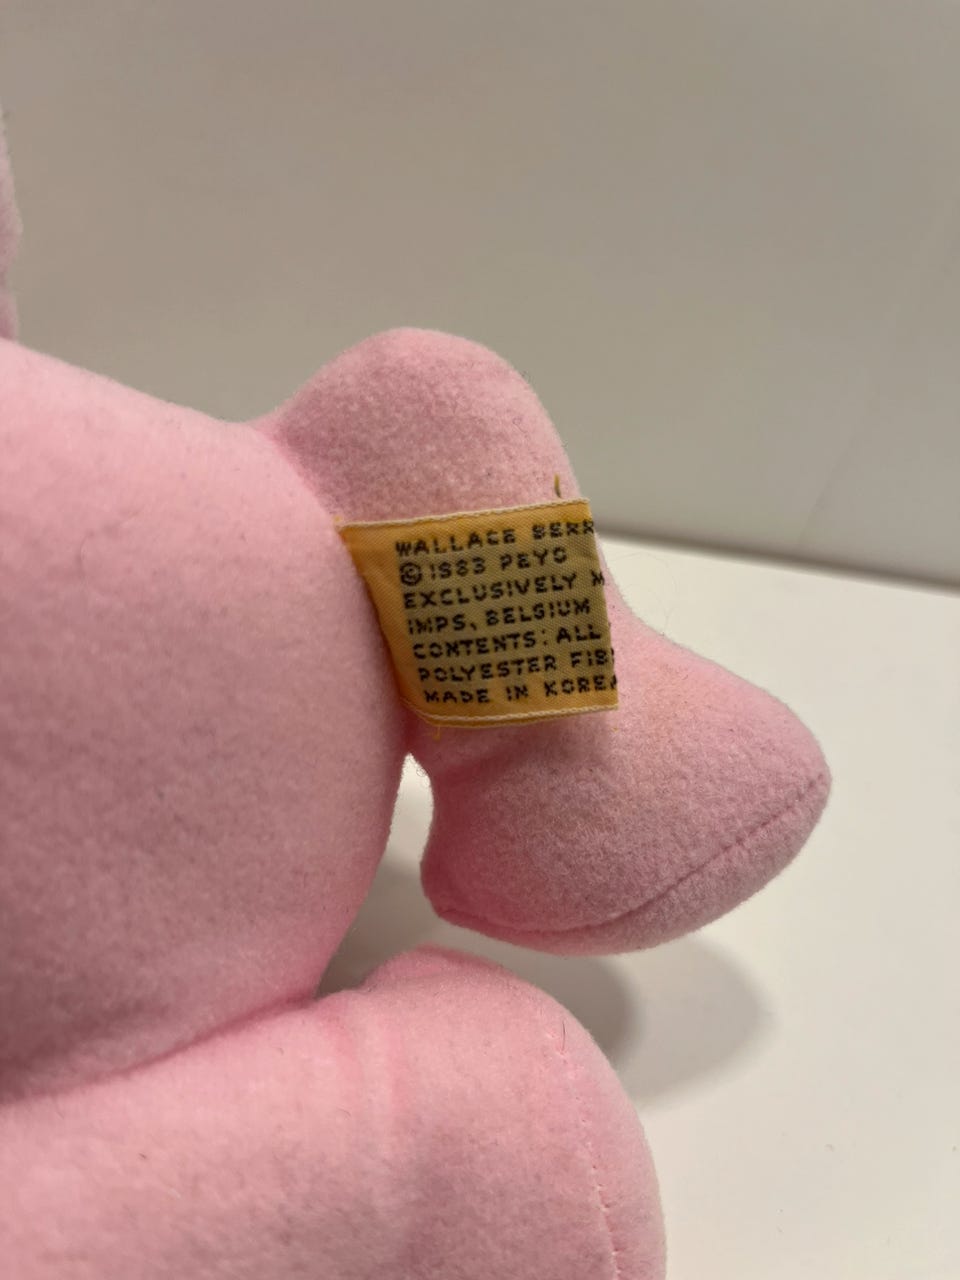 WALLACE BERR
© 1983 PEYO
EXCLUSIVELY M
IMPS, BELGIUM
CONTENTS: ALL
POLYESTER FIB
MADE IN KOREA